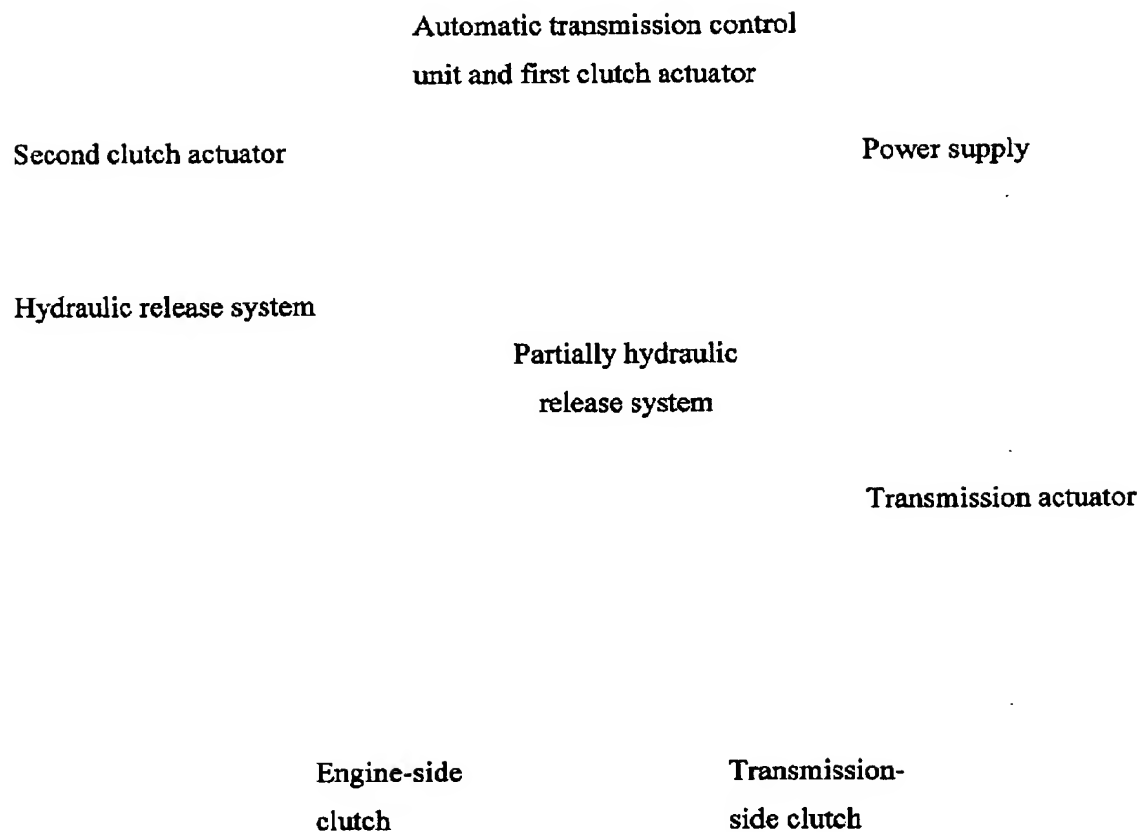 Automatic transmission control
unit and first clutch actuator
Second clutch actuator
Power supply
Hydraulic release system
Partially hydraulic
release system
Transmission actuator
Engine-side
clutch
Transmission-
side clutch